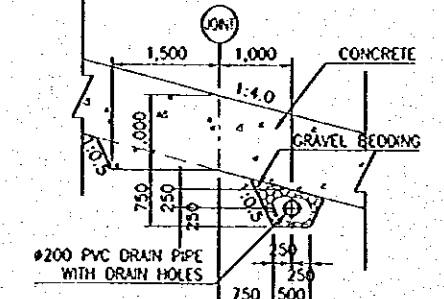 JOINT
1,500
1,000
CONCRETE
1:4.0
1,000
GRAVEL BEDDING
1:0.5
1:0.5
750
250
250
250
250
ø200 PVC DRAIN PIPE
WITH DRAIN HOLES
750
500